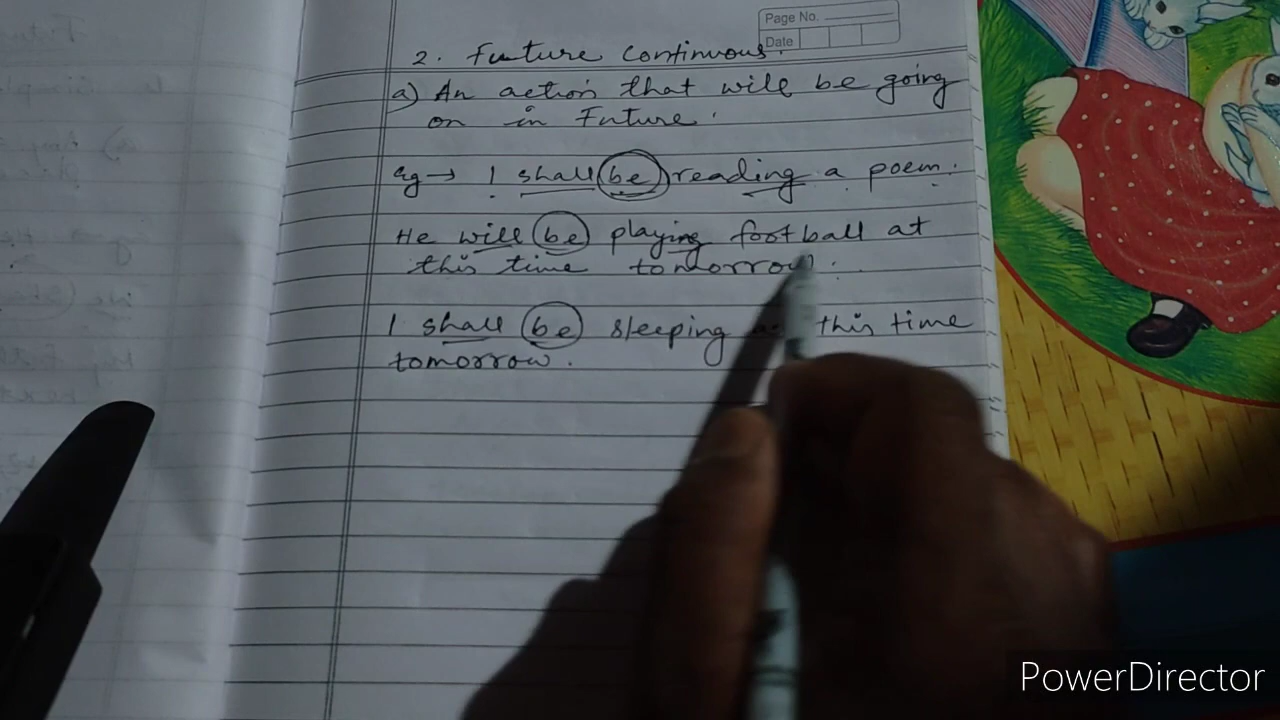 Page No.
Date
2. Future Continuous.
a) An action that will be going
on in Future.
eg → I shall be reading a poem.
He will be playing football at
this time tomorrow.
I shall be sleeping this time
tomorrow.
PowerDirector